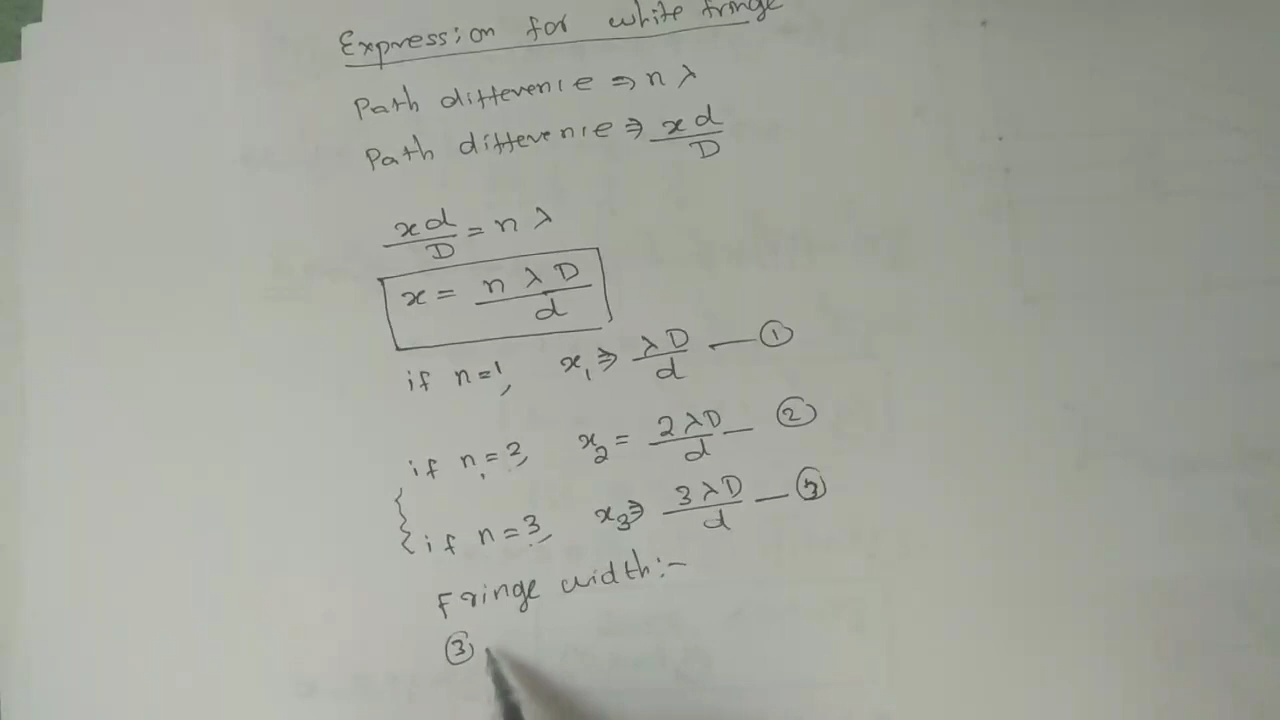 Expression for white fringe
Path difference ⇒ nλ
Path difference ⇒ xd/D
xd/D = nλ
x = nλD/d
if n=1, x₁ ⇒ λD/d — ①
if n=2, x₂ = 2λD/d — ②
if n=3, x₃ ⇒ 3λD/d — ③
Fringe width:-
③